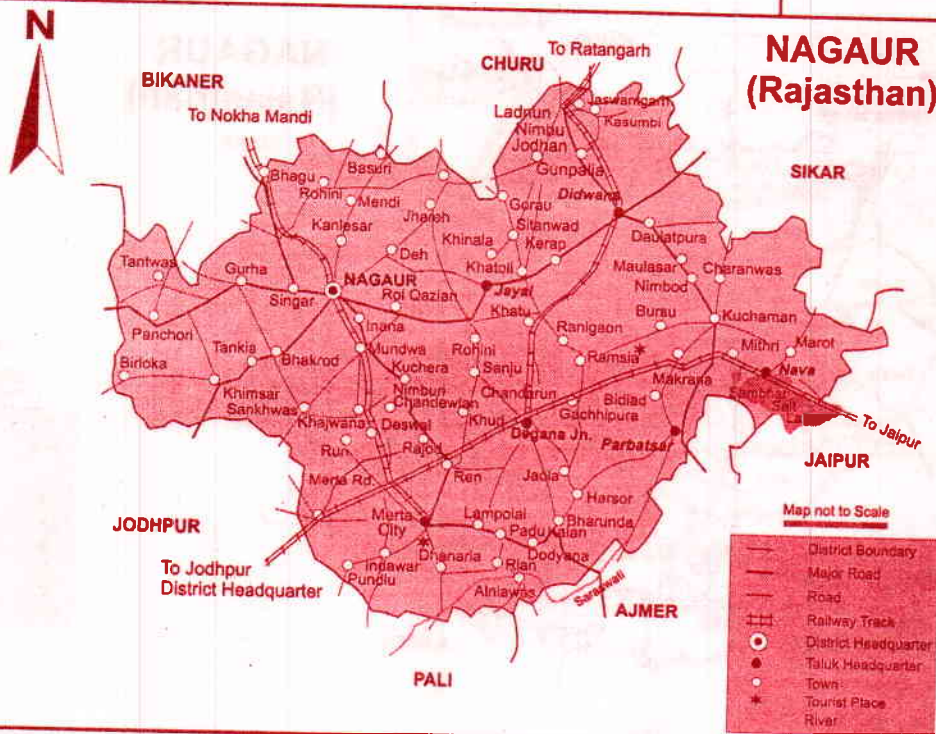 N
NAGAUR
(Rajasthan)
To Ratangarh
CHURU
BIKANER
To Nokha Mandi
SIKAR
Ladnun
Jaswantgarh
Kasumbi
Nimbu
Jodhan
Gunpalia
Didwana
Basuri
Bhagu
Rohini
Mendi
Jhareh
Gorau
Kanlesar
Sitanwad
Khinala
Kerap
Daulatpura
Deh
Khatoli
Maulasar
Charanwas
Nimbod
Tantwas
Gurha
NAGAUR
Singar
Rol Qazian
Jayal
Khatu
Burau
Kuchaman
Panchori
Inana
Ranigaon
Tankla
Bhakrod
Mundwa
Rohini
Ramsia
Mithri
Marot
Birloka
Kuchera
Sanju
Makrana
Nava
Khimsar
Nimbun
Chandewlan
Chandarun
Bidiad
Sambhar
Salt
Sankhwas
Khajwana
Deswal
Khud
Gachhipura
To Jaipur
Degana Jn.
Parbatsar
Run
Rajod
JAIPUR
Merta Rd.
Ren
Jaola
Harsor
Map not to Scale
JODHPUR
Merta
City
Lampolai
Padu Kalan
Bharunda
District Boundary
Major Road
Road
Railway Track
District Headquarter
Taluk Headquarter
Town
Tourist Place
River
To Jodhpur
District Headquarter
Indawar
Pundlu
Dhanaria
Rian
Dodyana
Alniawas
Saraswati
AJMER
PALI